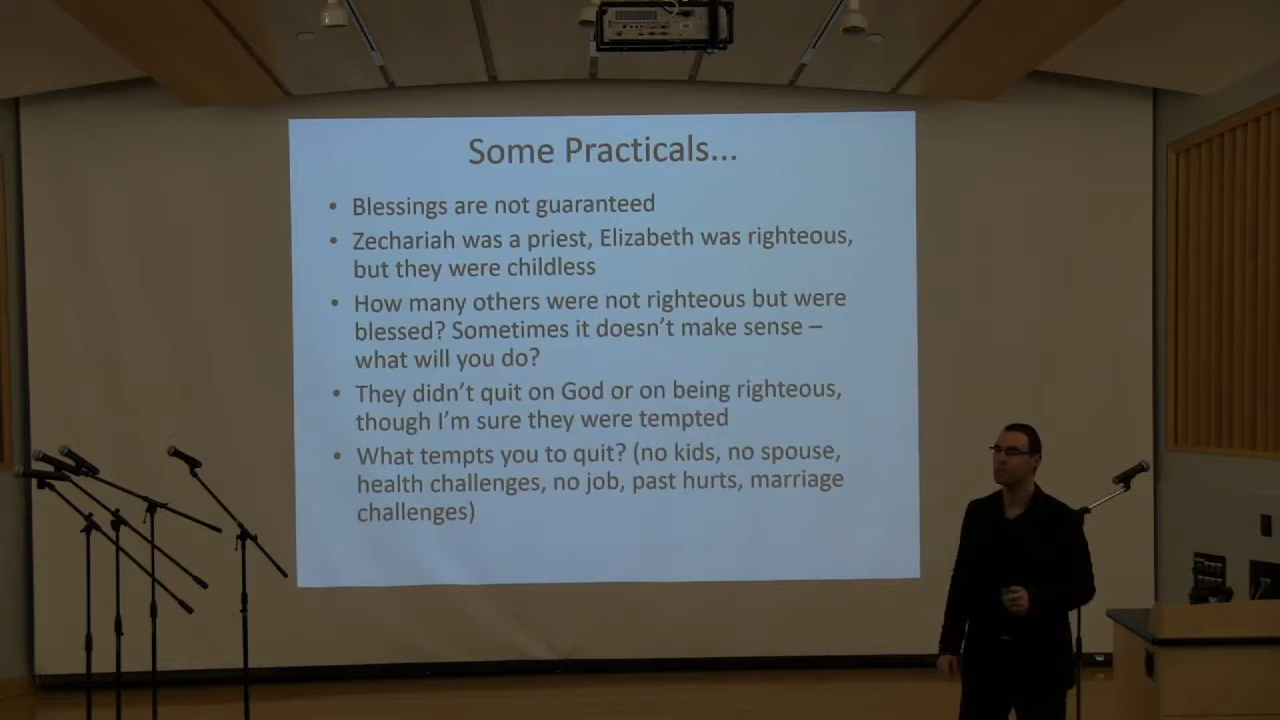 Some Practicals...
• Blessings are not guaranteed
• Zechariah was a priest, Elizabeth was righteous,
but they were childless
• How many others were not righteous but were
blessed? Sometimes it doesn't make sense –
what will you do?
• They didn't quit on God or on being righteous,
though I'm sure they were tempted
• What tempts you to quit? (no kids, no spouse,
health challenges, no job, past hurts, marriage
challenges)